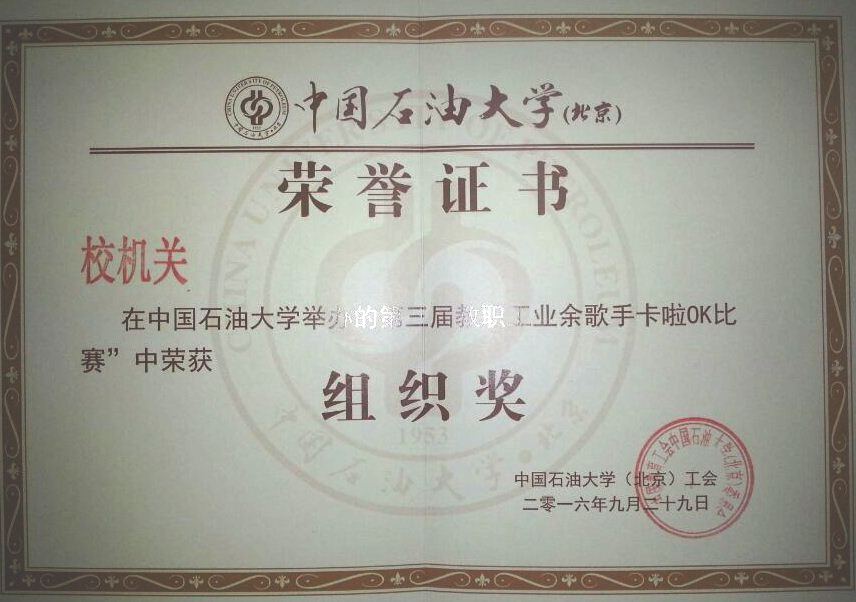 中国石油大学(北京)
荣誉证书
校机关
在中国石油大学举办的第三届教职工业余歌手卡啦OK比
赛”中荣获
组织奖
1953
中国石油大学（北京）工会
二零一六年九月二十九日